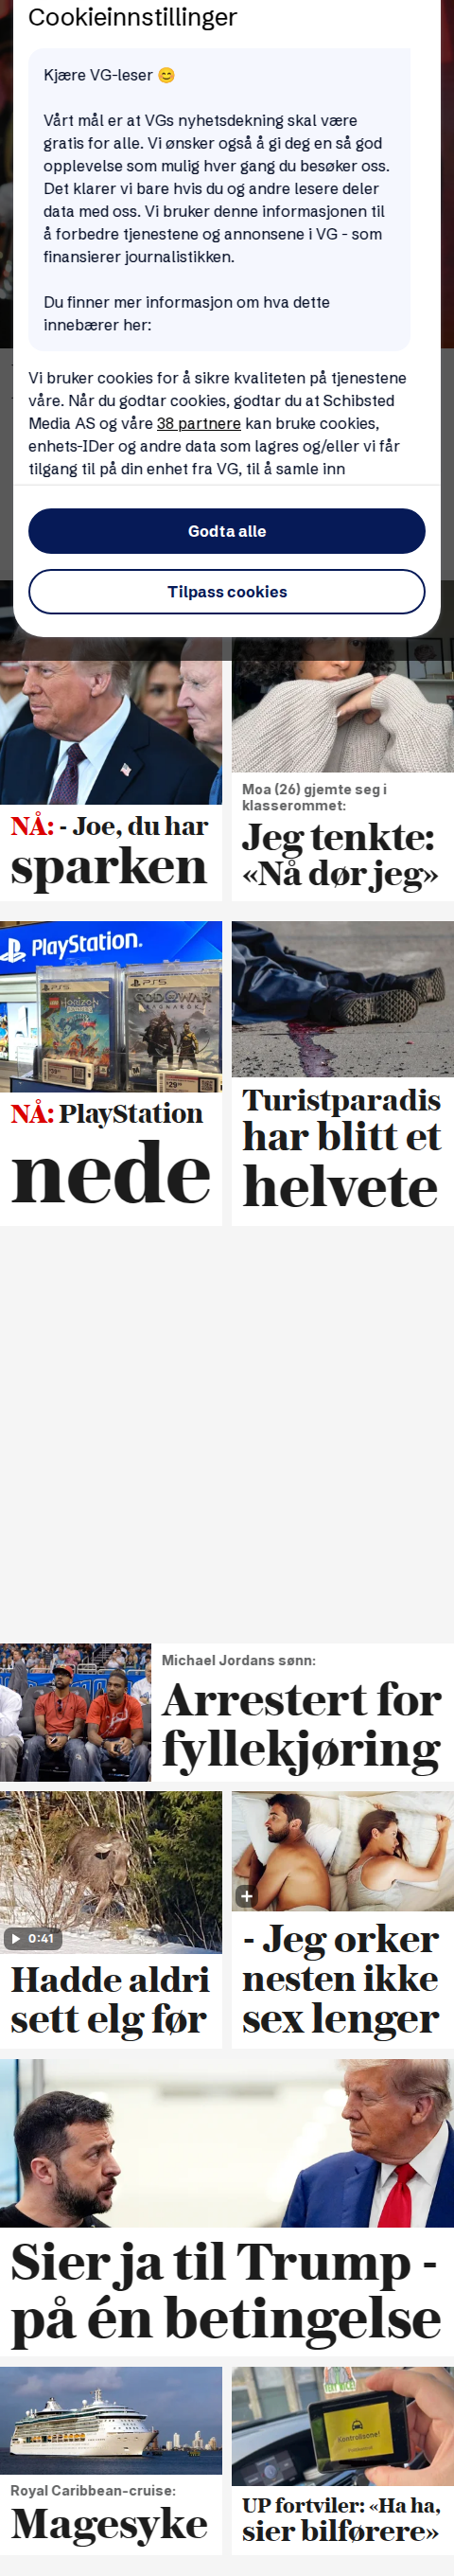 Cookieinnstillinger
Kjære VG-leser 😊
Vårt mål er at VGs nyhetsdekning skal være
gratis for alle. Vi ønsker også å gi deg en så god
opplevelse som mulig hver gang du besøker oss.
Det klarer vi bare hvis du og andre lesere deler
data med oss. Vi bruker denne informasjonen til
å forbedre tjenestene og annonsene i VG - som
finansierer journalistikken.
Du finner mer informasjon om hva dette
innebærer her:
Vi bruker cookies for å sikre kvaliteten på tjenestene
våre. Når du godtar cookies, godtar du at Schibsted
Media AS og våre 38 partnere kan bruke cookies,
enhets-IDer og andre data som lagres og/eller vi får
tilgang til på din enhet fra VG, til å samle inn
Godta alle
Tilpass cookies
NÅ: - Joe, du har
sparken
Moa (26) gjemte seg i
klasserommet:
Jeg tenkte:
«Nå dør jeg»
PlayStation
PS5
HORIZON
PS5
GOD OF WAR
RAGNARÖK
NÅ: PlayStation
nede
Turistparadis
har blitt et
helvete
Michael Jordans sønn:
Arrestert for
fyllekjøring
0:41
Hadde aldri
sett elg før
- Jeg orker
nesten ikke
sex lenger
Sier ja til Trump -
på én betingelse
Royal Caribbean-cruise:
Magesyke
Kontrollsone!
UP fortviler: «Ha ha,
sier bilførere»